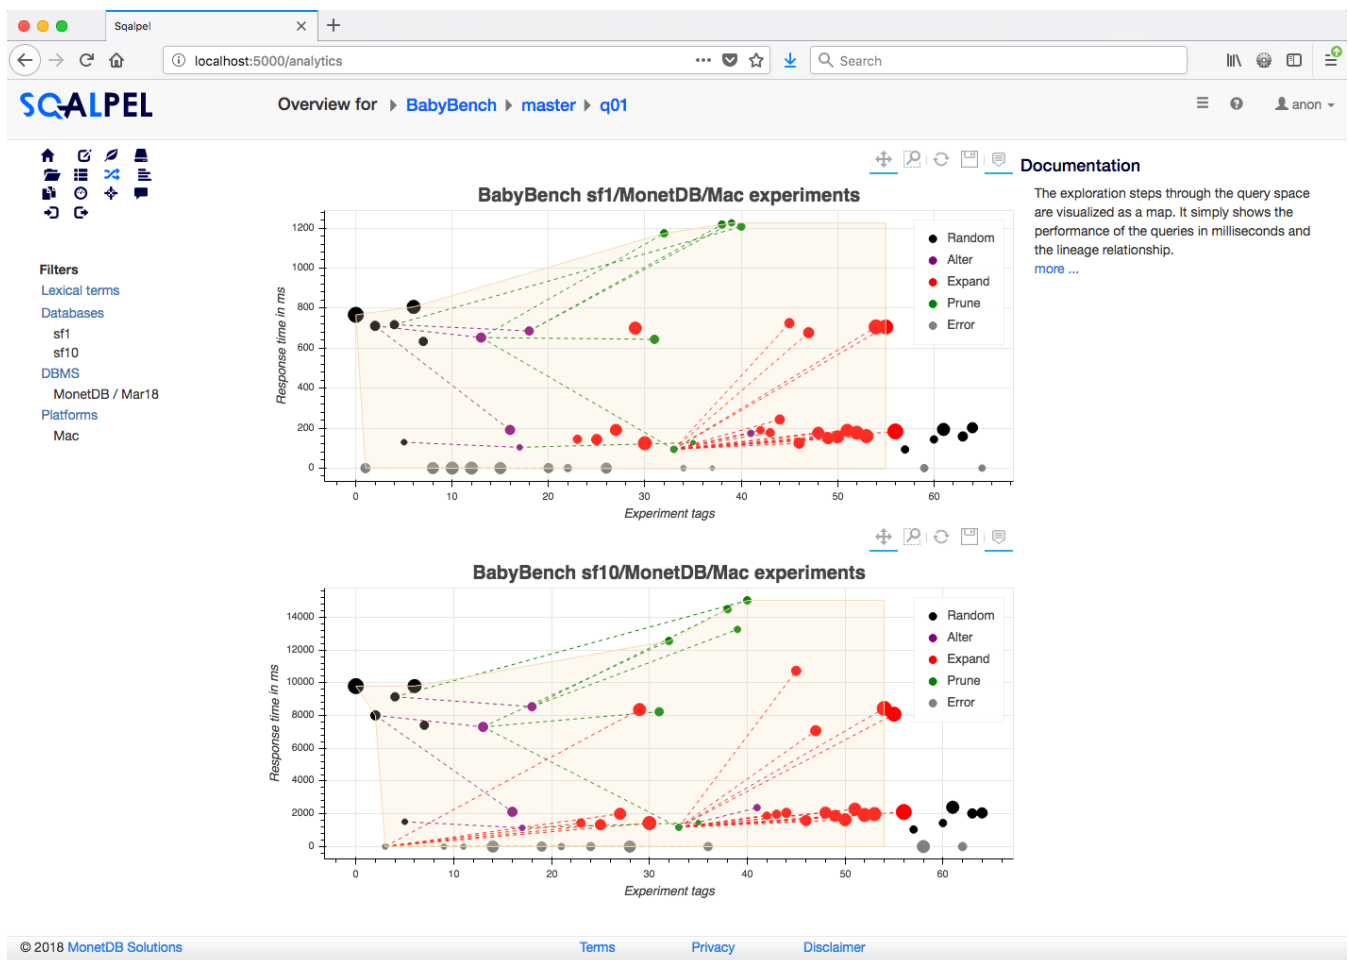 Sqalpel
localhost:5000/analytics
Search
SQALPEL
Overview for BabyBench master q01
anon
Filters
Lexical terms
Databases
sf1
sf10
DBMS
MonetDB / Mar18
Platforms
Mac
BabyBench sf1/MonetDB/Mac experiments
Response time in ms
1200
1000
800
600
400
200
0
0 10 20 30 40 50 60
Experiment tags
Random
Alter
Expand
Prune
Error
BabyBench sf10/MonetDB/Mac experiments
Response time in ms
14000
12000
10000
8000
6000
4000
2000
0
0 10 20 30 40 50 60
Experiment tags
Random
Alter
Expand
Prune
Error
Documentation
The exploration steps through the query space
are visualized as a map. It simply shows the
performance of the queries in milliseconds and
the lineage relationship.
more ...
© 2018 MonetDB Solutions
Terms Privacy Disclaimer